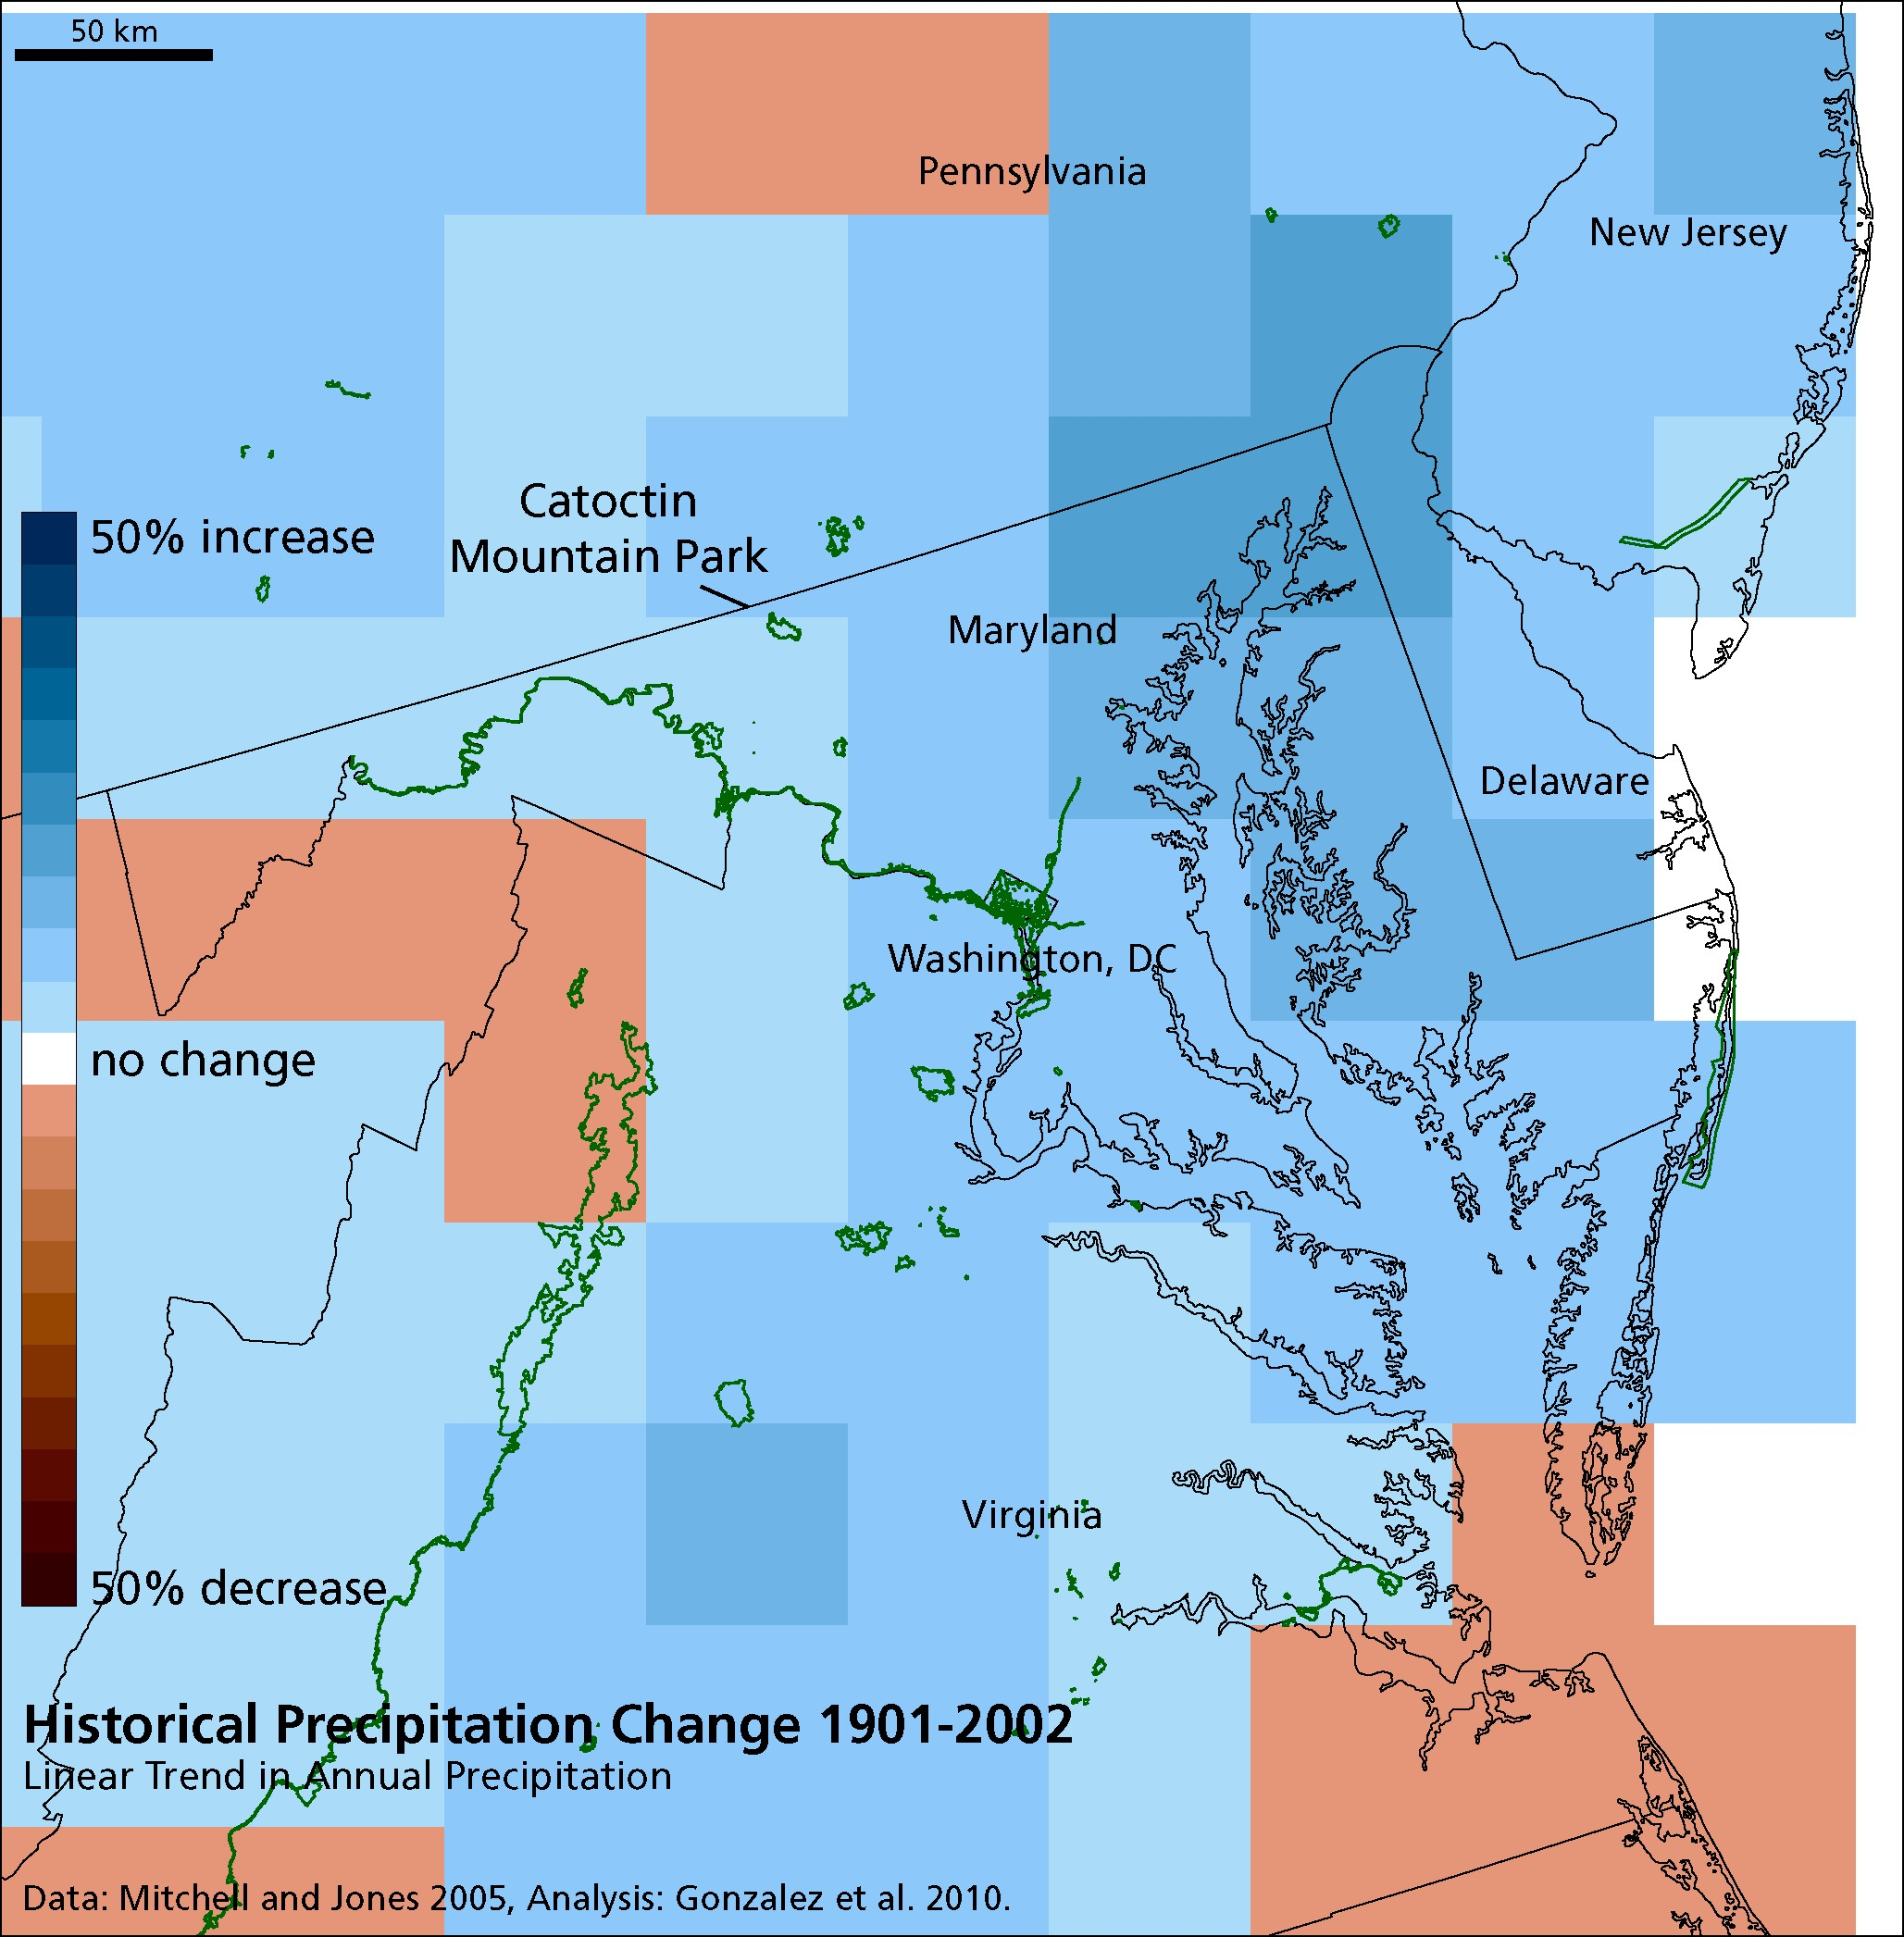 50 km
Pennsylvania
New Jersey
Catoctin
Mountain Park
50% increase
Maryland
Delaware
Washington, DC
no change
Virginia
50% decrease
Historical Precipitation Change 1901-2002
Linear Trend in Annual Precipitation
Data: Mitchell and Jones 2005, Analysis: Gonzalez et al. 2010.